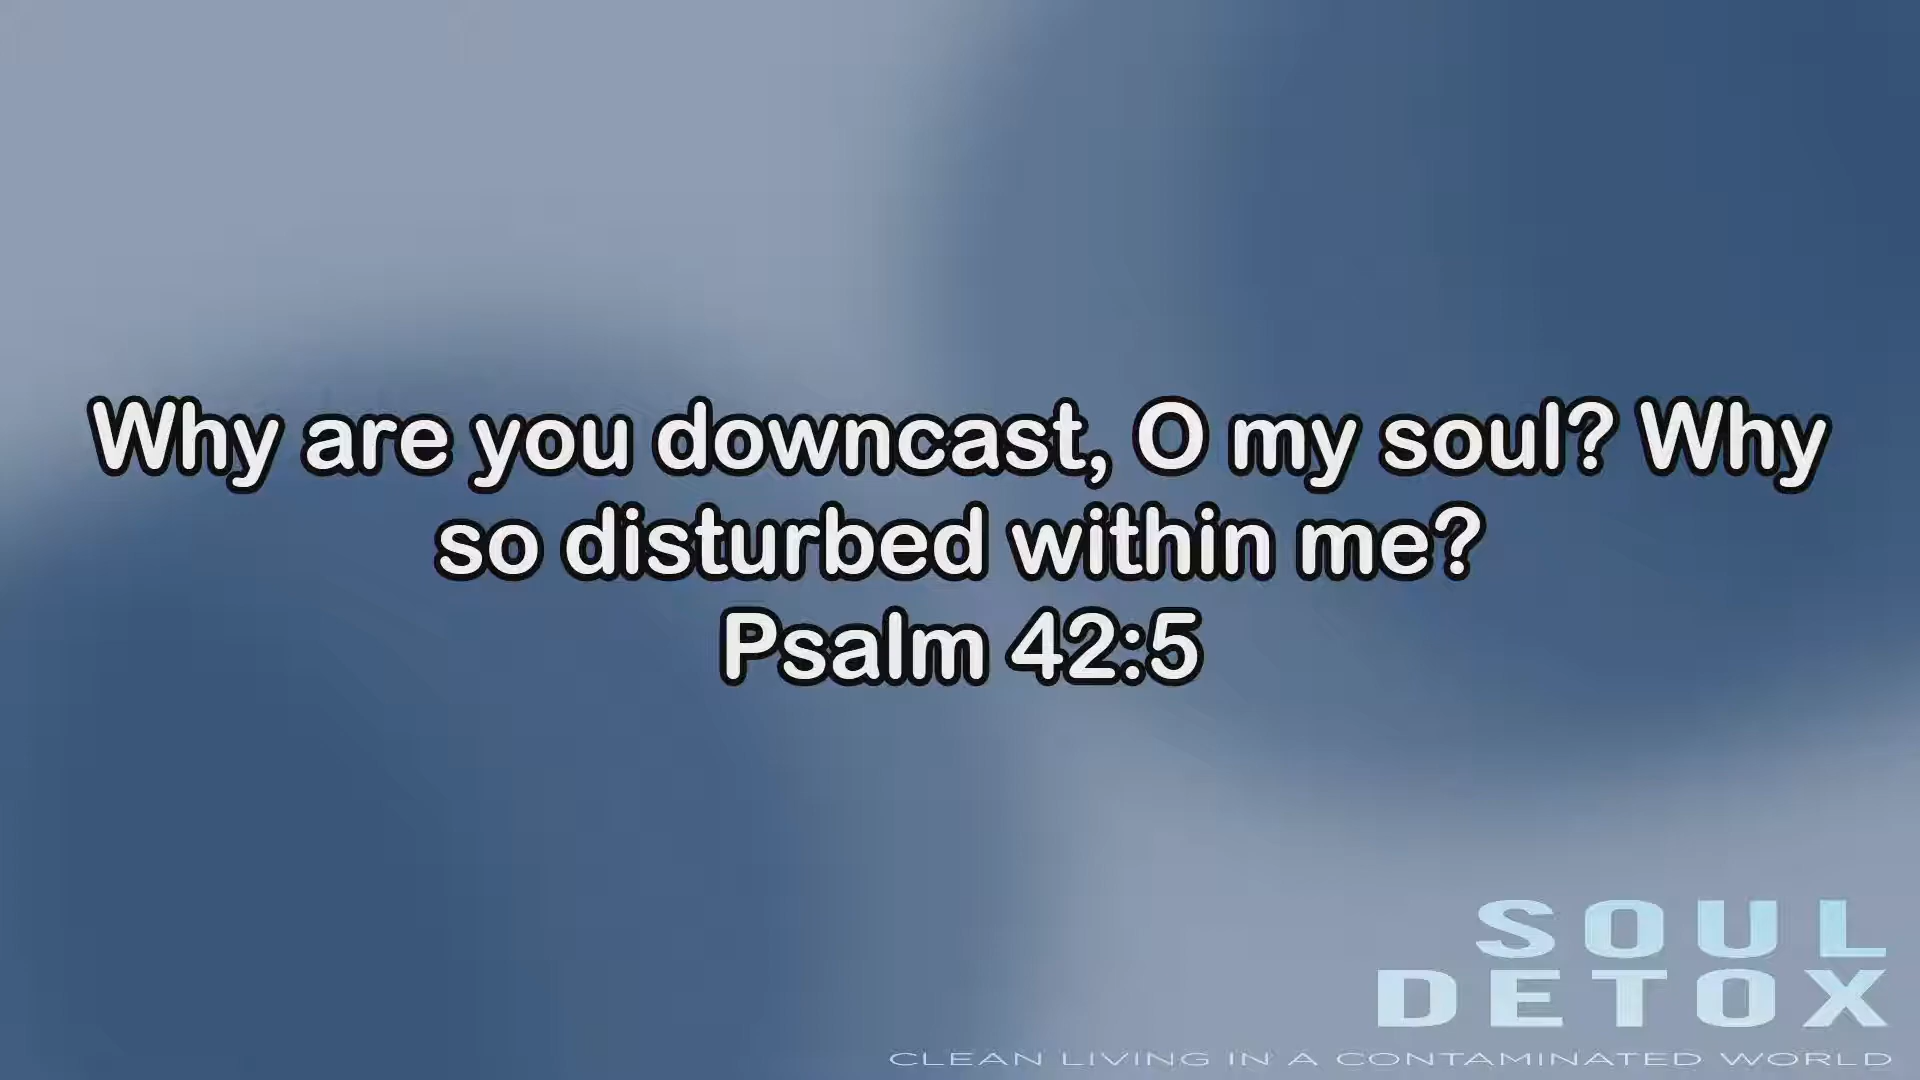 Why are you downcast, O my soul? Why
so disturbed within me?
Psalm 42:5
SOUL
DETOX
CLEAN LIVING IN A CONTAMINATED WORLD